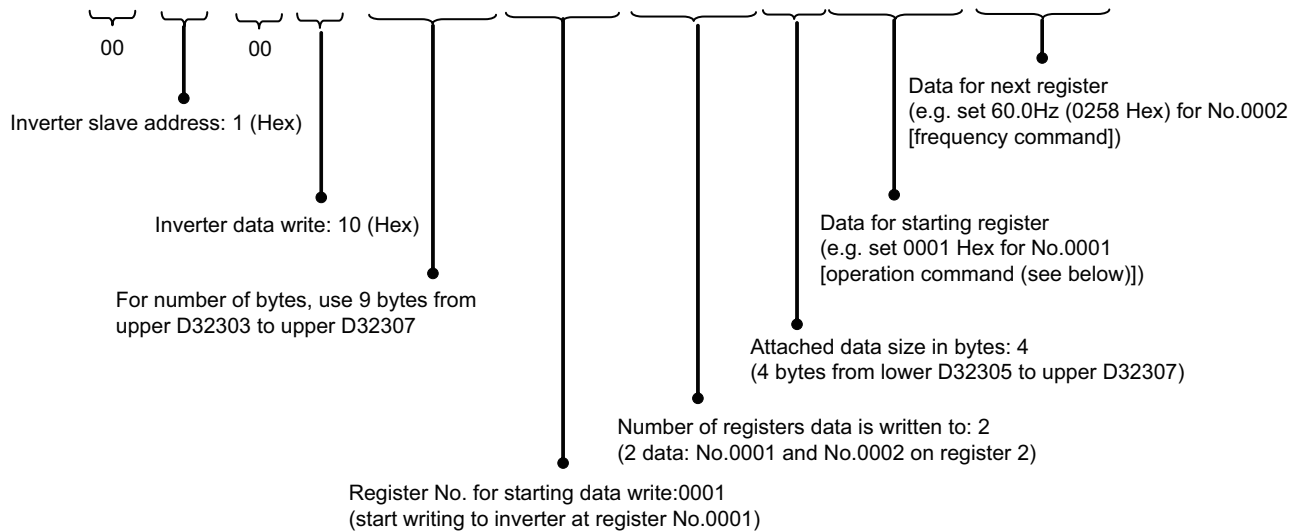 00
00
Data for next register
(e.g. set 60.0Hz (0258 Hex) for No.0002
[frequency command])
Inverter slave address: 1 (Hex)
Inverter data write: 10 (Hex)
Data for starting register
(e.g. set 0001 Hex for No.0001
[operation command (see below)])
For number of bytes, use 9 bytes from
upper D32303 to upper D32307
Attached data size in bytes: 4
(4 bytes from lower D32305 to upper D32307)
Number of registers data is written to: 2
(2 data: No.0001 and No.0002 on register 2)
Register No. for starting data write:0001
(start writing to inverter at register No.0001)